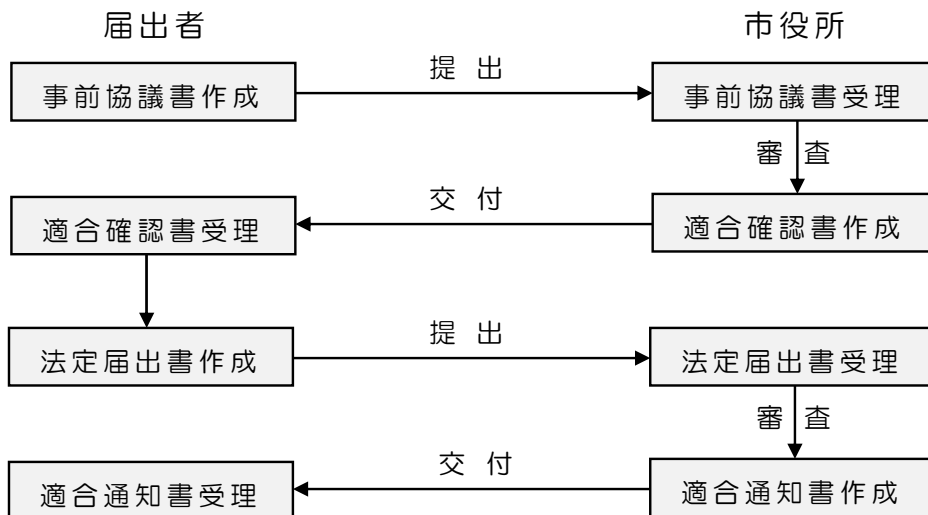 届出者 市役所
提 出
事前協議書作成 事前協議書受理
審 査
交 付
適合確認書受理 適合確認書作成
提 出
法定届出書作成 法定届出書受理
審 査
交 付
適合通知書受理 適合通知書作成